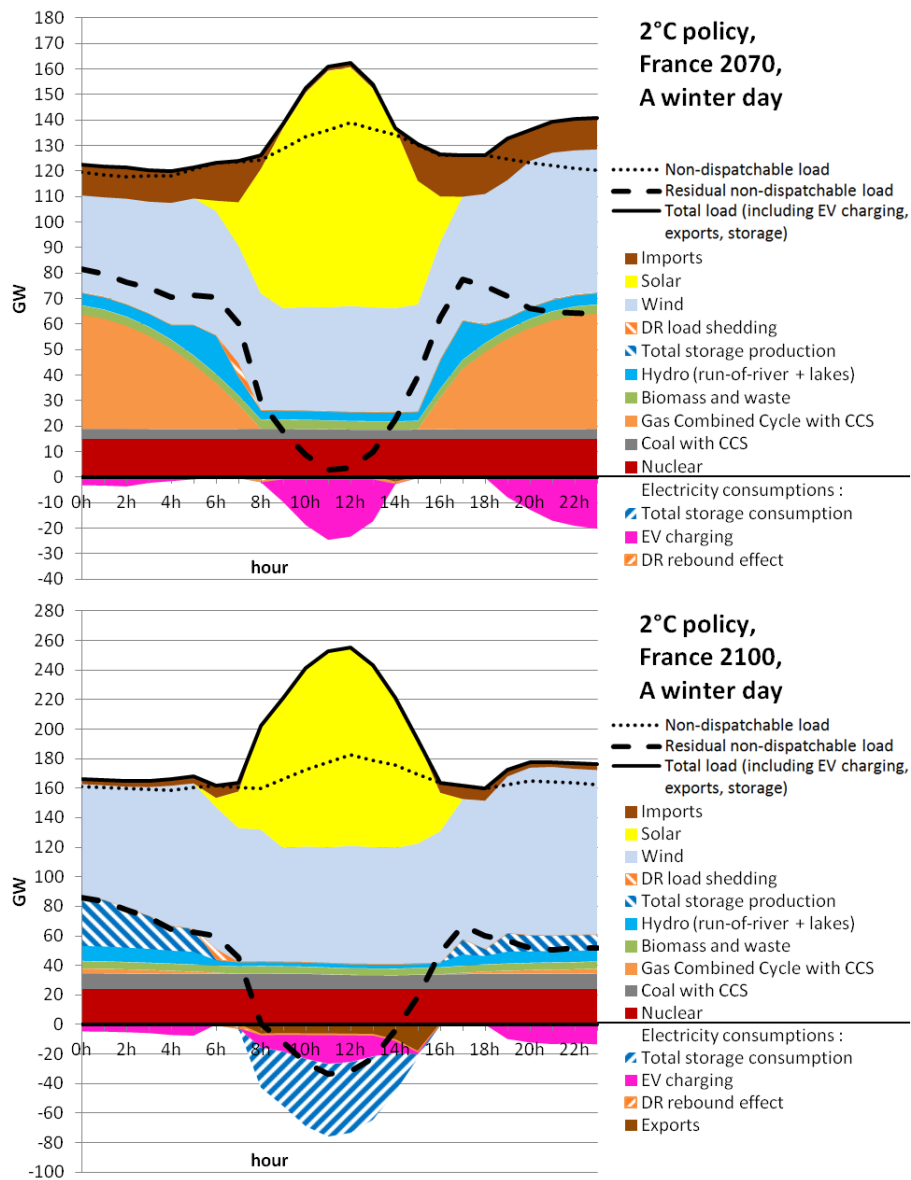 2°C policy,
France 2070,
A winter day
GW
180
170
160
150
140
130
120
110
100
90
80
70
60
50
40
30
20
10
0
-10
-20
-30
-40
0h 2h 4h 6h 8h 10h 12h 14h 16h 18h 20h 22h
hour
Non-dispatchable load
Residual non-dispatchable load
Total load (including EV charging,
exports, storage)
Imports
Solar
Wind
DR load shedding
Total storage production
Hydro (run-of-river + lakes)
Biomass and waste
Gas Combined Cycle with CCS
Coal with CCS
Nuclear
Electricity consumptions :
Total storage consumption
EV charging
DR rebound effect
2°C policy,
France 2100,
A winter day
GW
280
260
240
220
200
180
160
140
120
100
80
60
40
20
0
-20
-40
-60
-80
-100
0h 2h 4h 6h 8h 10h 12h 14h 16h 18h 20h 22h
hour
Non-dispatchable load
Residual non-dispatchable load
Total load (including EV charging,
exports, storage)
Imports
Solar
Wind
DR load shedding
Total storage production
Hydro (run-of-river + lakes)
Biomass and waste
Gas Combined Cycle with CCS
Coal with CCS
Nuclear
Electricity consumptions :
Total storage consumption
EV charging
DR rebound effect
Exports